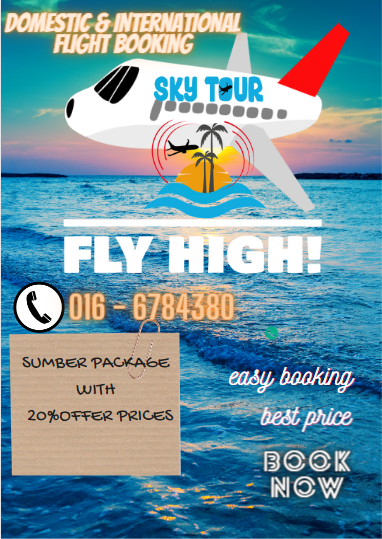 DOMESTIC & INTERNATIONAL
FLIGHT BOOKING
SKY TOUR
FLY HIGH!
016 - 6784380
SUMBER PACKAGE
WITH
20%OFFER PRICES
easy booking
best price
BOOK
NOW